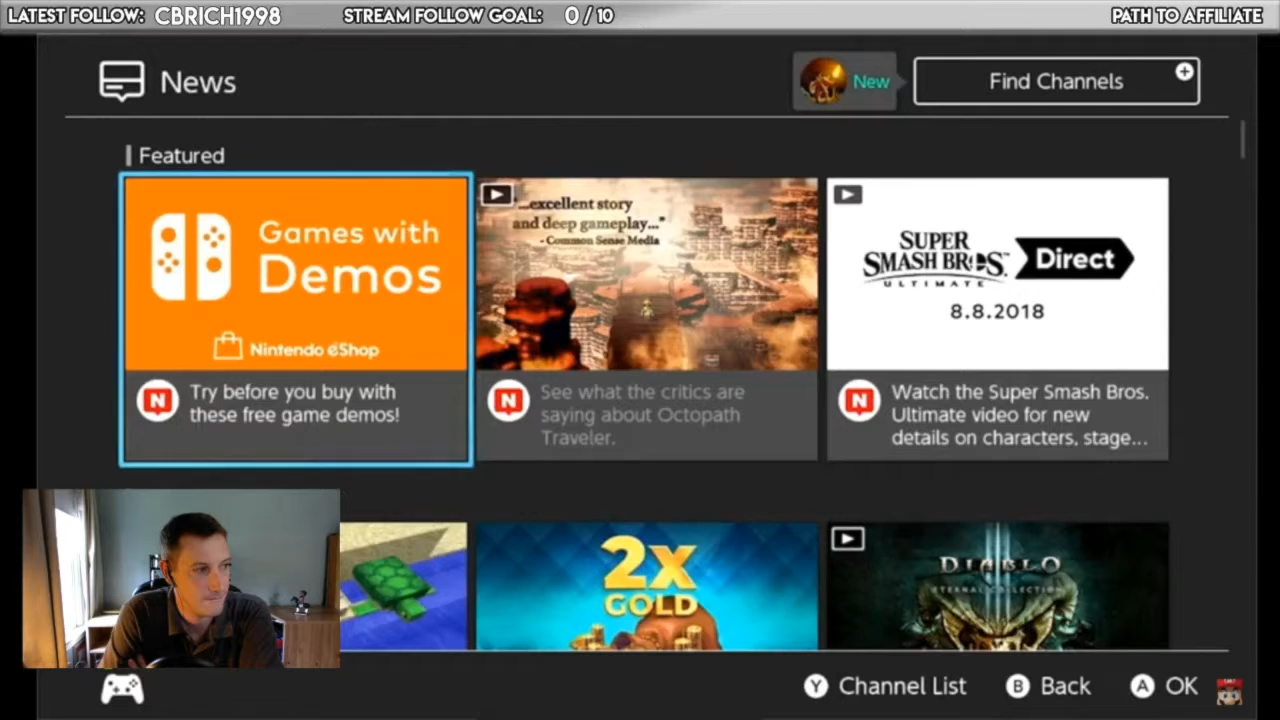 LATEST FOLLOW: CBRICH1998 STREAM FOLLOW GOAL: 0 / 10 PATH TO AFFILIATE
News
New
Find Channels
Featured
Games with
Demos
Nintendo eShop
Try before you buy with
these free game demos!
"...excellent story
and deep gameplay..."
- Common Sense Media
See what the critics are
saying about Octopath
Traveler.
SUPER
SMASH BROS.
ULTIMATE
Direct
8.8.2018
Watch the Super Smash Bros.
Ultimate video for new
details on characters, stage...
2X
GOLD
DIABLO
ETERNAL COLLECTION
Y Channel List
B Back
A OK